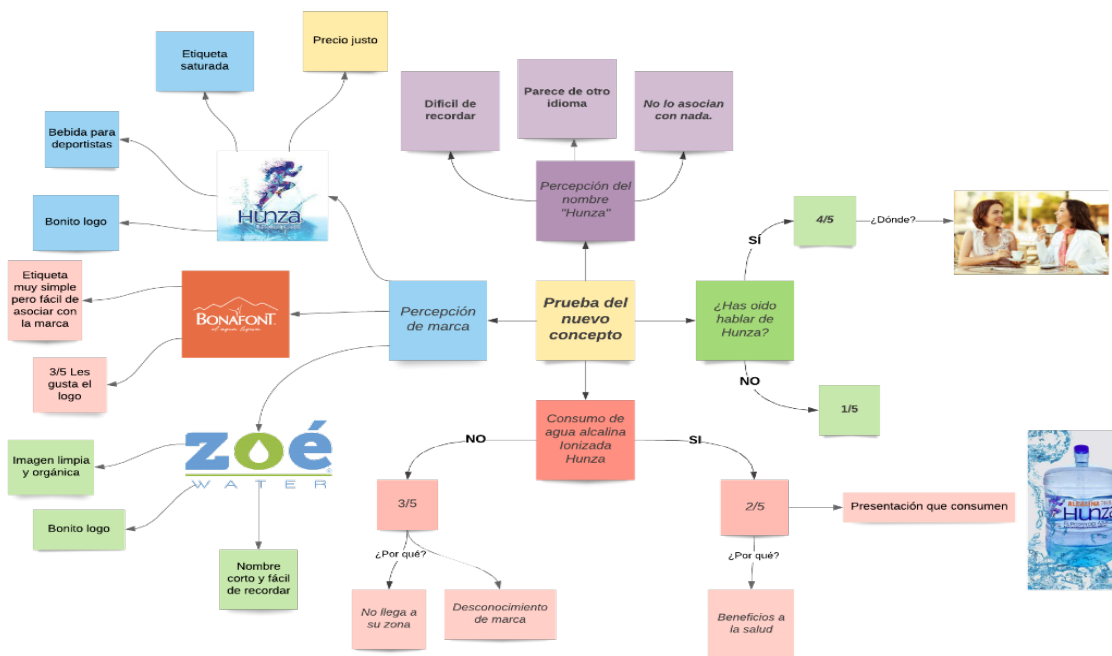 Etiqueta
saturada
Precio justo
Bebida para
deportistas
Bonito logo
HUNZA
Difícil de
recordar
Parece de otro
idioma
No lo asocian
con nada.
Percepción del
nombre
"Hunza"
4/5
¿Dónde?
SÍ
Etiqueta
muy simple
pero fácil de
asociar con
la marca
3/5 Les
gusta el
logo
BONAFONT
el agua ligera
Percepción
de marca
Prueba del
nuevo
concepto
¿Has oido
hablar de
Hunza?
NO
1/5
zoé
WATER
Imagen limpia
y orgánica
Bonito logo
Nombre
corto y fácil
de recordar
Consumo de
agua alcalina
Ionizada
Hunza
NO
SI
3/5
¿Por qué?
No llega a
su zona
Desconocimiento
de marca
2/5
¿Por qué?
Beneficios a
la salud
Presentación que consumen
ALCALINA
HUNZA